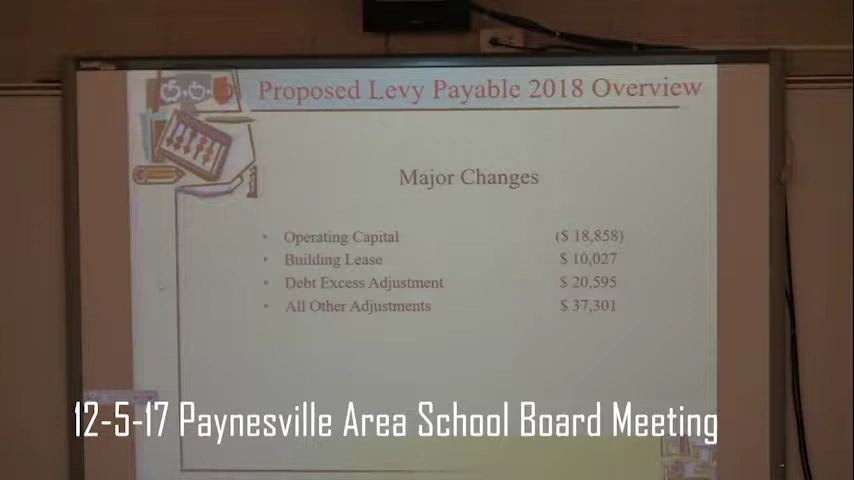 Proposed Levy Payable 2018 Overview
Major Changes
• Operating Capital ($ 18,858)
• Building Lease $ 10,027
• Debt Excess Adjustment $ 20,595
• All Other Adjustments $ 37,301
12-5-17 Paynesville Area School Board Meeting